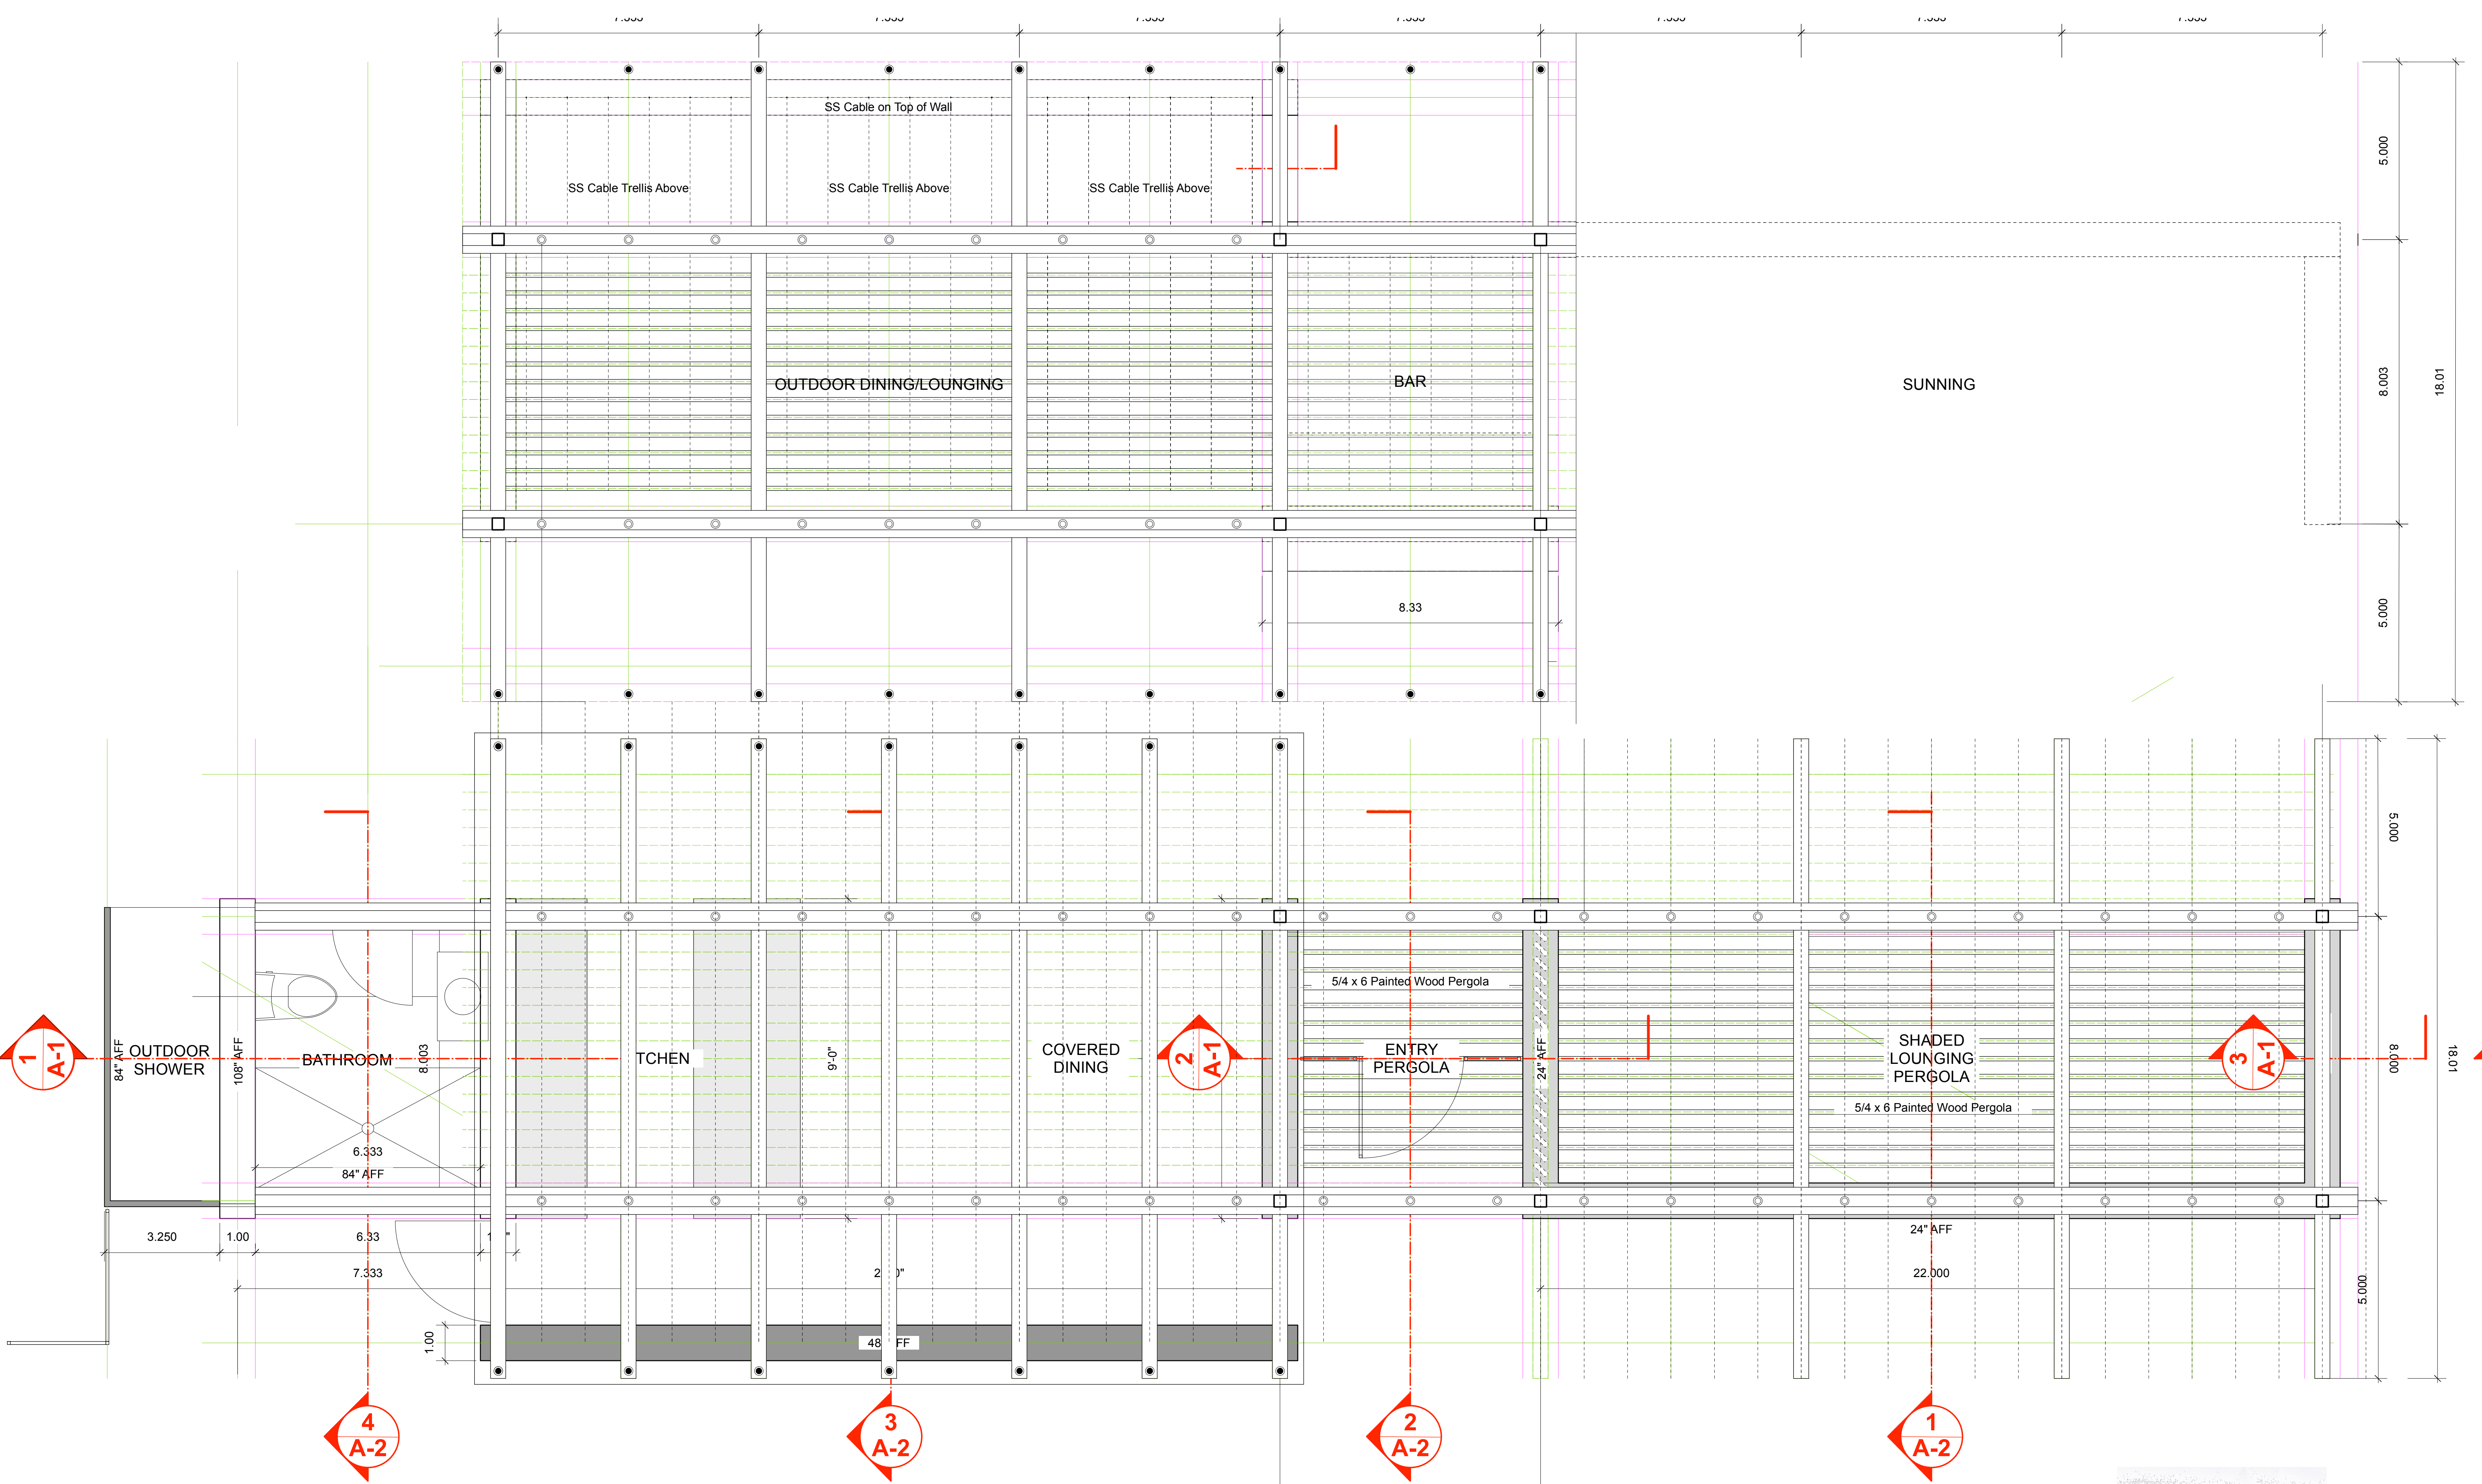 SS Cable on Top of Wall
5.000
SS Cable Trellis Above
SS Cable Trellis Above
SS Cable Trellis Above
OUTDOOR DINING/LOUNGING
BAR
SUNNING
8.003
18.01
8.33
5.000
5.000
84" AFF
OUTDOOR
SHOWER
108" AFF
BATHROOM
8.003
6.333
84" AFF
TCHEN
9'-0"
COVERED
DINING
5/4 x 6 Painted Wood Pergola
ENTRY
PERGOLA
24" AFF
SHADED
LOUNGING
PERGOLA
5/4 x 6 Painted Wood Pergola
8.000
18.01
1
A-1
2
A-1
3
A-1
3.250
1.00
6.33
24" AFF
7.333
22.000
5.000
1.00
4
A-2
3
A-2
2
A-2
1
A-2